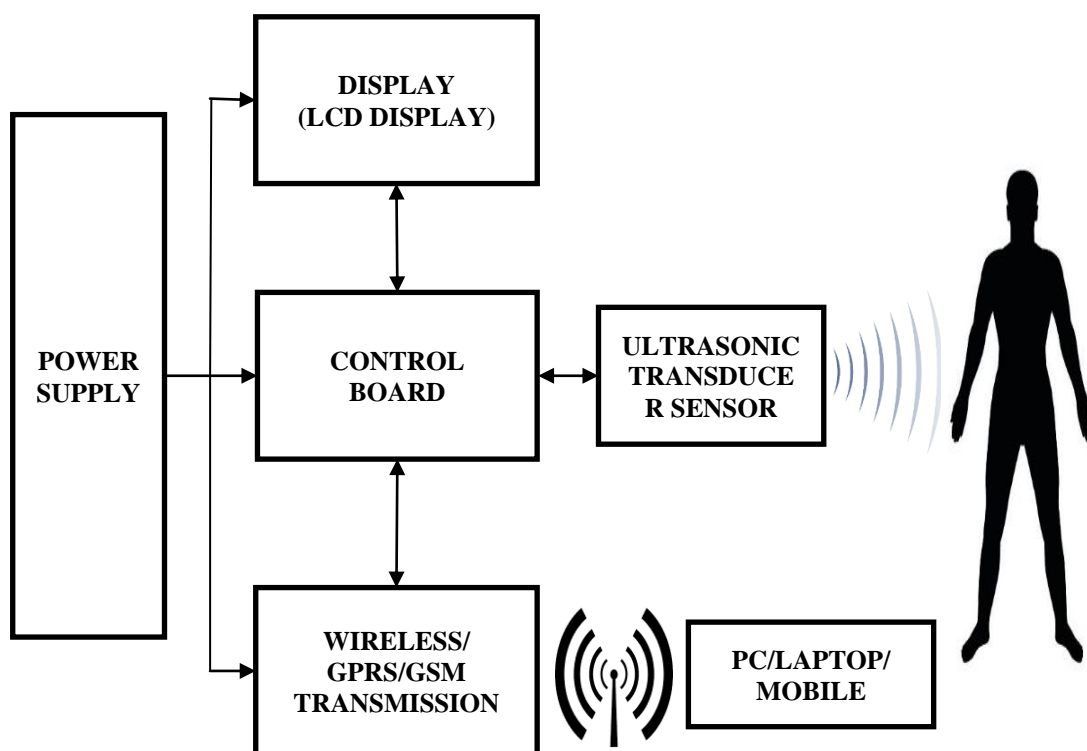 DISPLAY
(LCD DISPLAY)
POWER
SUPPLY
CONTROL
BOARD
ULTRASONIC
TRANSDUCE
R SENSOR
WIRELESS/
GPRS/GSM
TRANSMISSION
PC/LAPTOP/
MOBILE